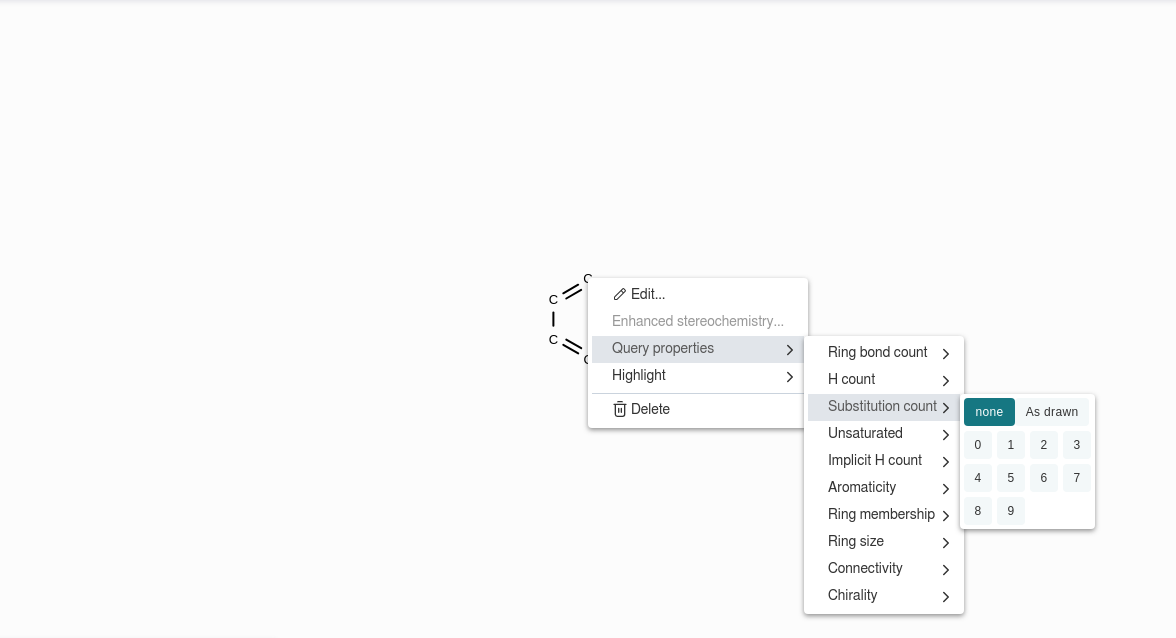 C
C
C
C
Edit...
Enhanced stereochemistry...
Query properties
Highlight
Delete
Ring bond count
H count
Substitution count
Unsaturated
Implicit H count
Aromaticity
Ring membership
Ring size
Connectivity
Chirality
none As drawn
0 1 2 3
4 5 6 7
8 9